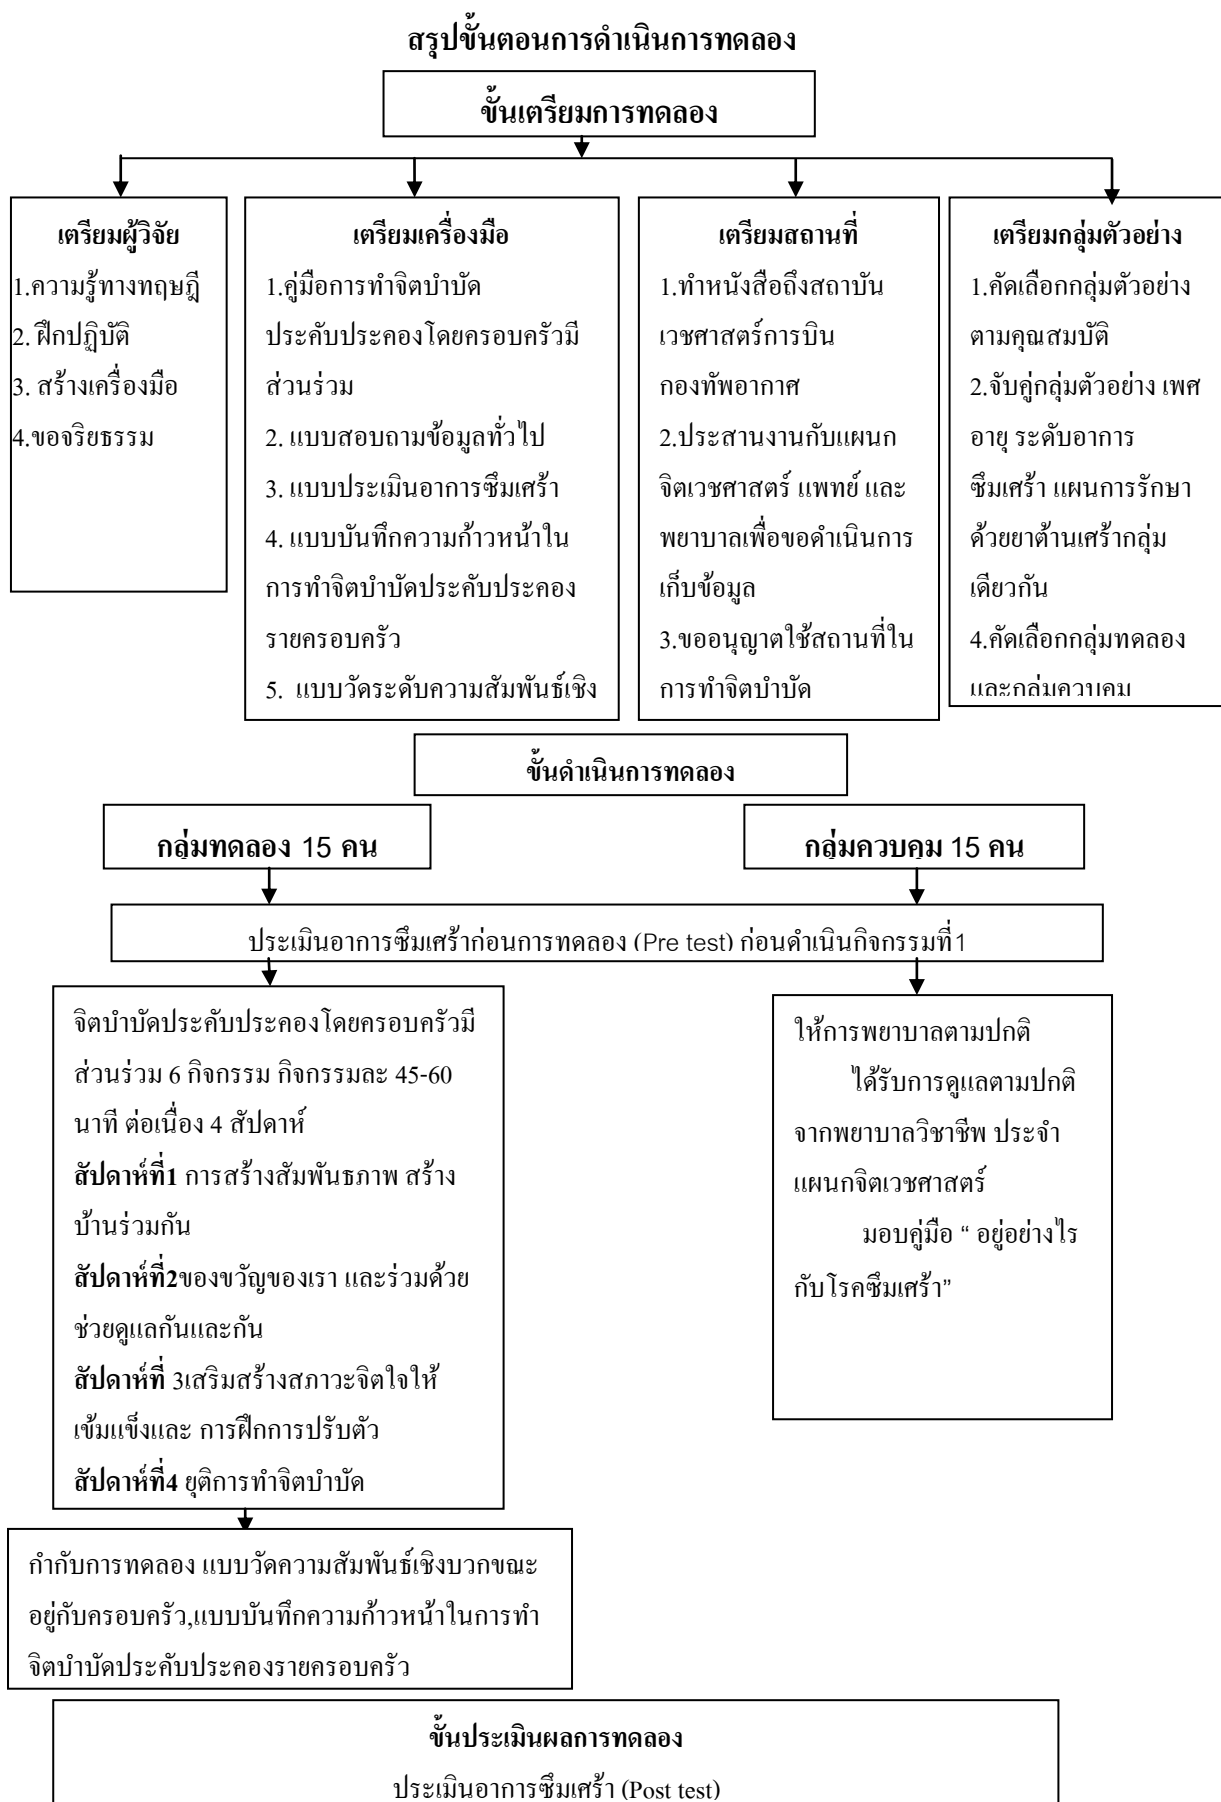 สรุปขั้นตอนการดำเนินการทดลอง
ขั้นเตรียมการทดลอง
เตรียมผู้วิจัย
1.ความรู้ทางทฤษฎี
2. ฝึกปฏิบัติ
3. สร้างเครื่องมือ
4.ขอจริยธรรม
เตรียมเครื่องมือ
1.คู่มือการทำจิตบำบัด
ประคับประคองโดยครอบครัวมี
ส่วนร่วม
2. แบบสอบถามข้อมูลทั่วไป
3. แบบประเมินอาการซึมเศร้า
4. แบบบันทึกความก้าวหน้าใน
การทำจิตบำบัดประคับประคอง
รายครอบครัว
5. แบบวัดระดับความสัมพันธ์เชิง
เตรียมสถานที่
1.ทำหนังสือถึงสถาบัน
เวชศาสตร์การบิน
กองทัพอากาศ
2.ประสานงานกับแผนก
จิตเวชศาสตร์ แพทย์ และ
พยาบาลเพื่อขอดำเนินการ
เก็บข้อมูล
3.ขออนุญาตใช้สถานที่ใน
การทำจิตบำบัด
เตรียมกลุ่มตัวอย่าง
1.คัดเลือกกลุ่มตัวอย่าง
ตามคุณสมบัติ
2.จับคู่กลุ่มตัวอย่าง เพศ
อายุ ระดับอาการ
ซึมเศร้า แผนการรักษา
ด้วยยาต้านเศร้ากลุ่ม
เดียวกัน
4.คัดเลือกกลุ่มทดลอง
และกลุ่มควบคุม
ขั้นดำเนินการทดลอง
กลุ่มทดลอง 15 คน
กลุ่มควบคุม 15 คน
ประเมินอาการซึมเศร้าก่อนการทดลอง (Pre test) ก่อนดำเนินกิจกรรมที่1
จิตบำบัดประคับประคองโดยครอบครัวมี
ส่วนร่วม 6 กิจกรรม กิจกรรมละ 45-60
นาที ต่อเนื่อง 4 สัปดาห์
สัปดาห์ที่1 การสร้างสัมพันธภาพ สร้าง
บ้านร่วมกัน
สัปดาห์ที่2ของขวัญของเรา และร่วมด้วย
ช่วยดูแลกันและกัน
สัปดาห์ที่ 3เสริมสร้างสภาวะจิตใจให้
เข้มแข็งและ การฝึกการปรับตัว
สัปดาห์ที่4 ยุติการทำจิตบำบัด
ให้การพยาบาลตามปกติ
ได้รับการดูแลตามปกติ
จากพยาบาลวิชาชีพ ประจำ
แผนกจิตเวชศาสตร์
มอบคู่มือ “ อยู่อย่างไร
กับโรคซึมเศร้า”
กำกับการทดลอง แบบวัดความสัมพันธ์เชิงบวกขณะ
อยู่กับครอบครัว,แบบบันทึกความก้าวหน้าในการทำ
จิตบำบัดประคับประคองรายครอบครัว
ขั้นประเมินผลการทดลอง
ประเมินอาการซึมเศร้า (Post test)